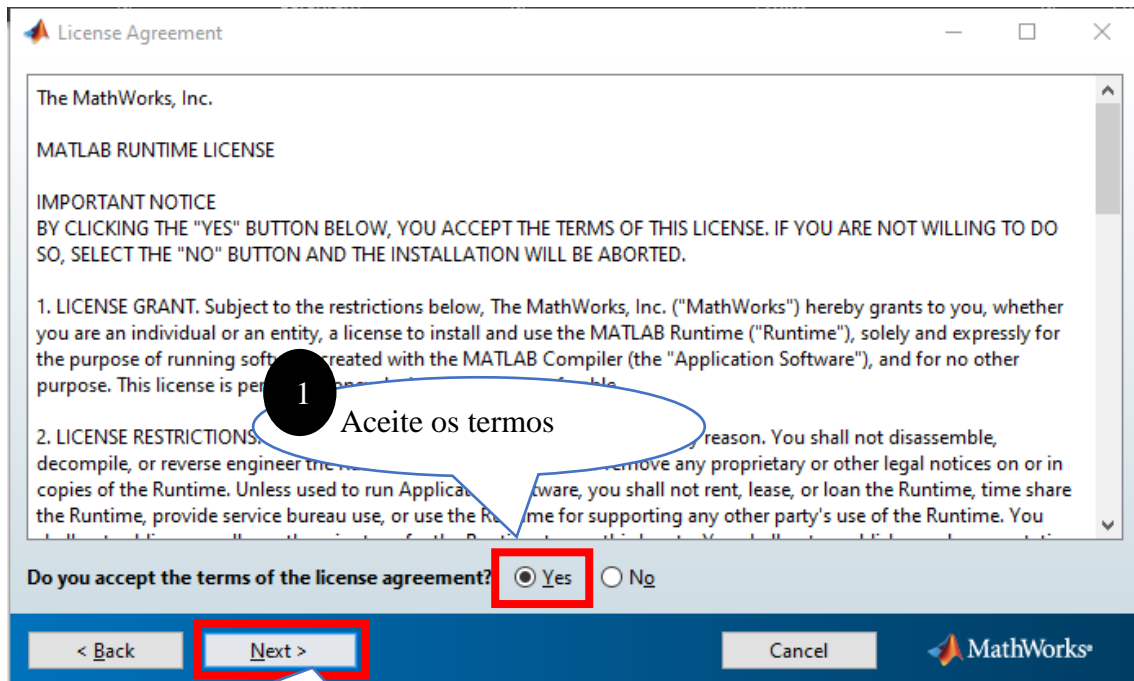 License Agreement
The MathWorks, Inc.
MATLAB RUNTIME LICENSE
IMPORTANT NOTICE
BY CLICKING THE "YES" BUTTON BELOW, YOU ACCEPT THE TERMS OF THIS LICENSE. IF YOU ARE NOT WILLING TO DO
SO, SELECT THE "NO" BUTTON AND THE INSTALLATION WILL BE ABORTED.
1. LICENSE GRANT. Subject to the restrictions below, The MathWorks, Inc. ("MathWorks") hereby grants to you, whether
you are an individual or an entity, a license to install and use the MATLAB Runtime ("Runtime"), solely and expressly for
the purpose of running software created with the MATLAB Compiler (the "Application Software"), and for no other
purpose. This license is
1
Aceite os termos
2. LICENSE RESTRICTIONS. reason. You shall not disassemble,
decompile, or reverse engineer the remove any proprietary or other legal notices on or in
copies of the Runtime. Unless used to run Application Software, you shall not rent, lease, or loan the Runtime, time share
the Runtime, provide service bureau use, or use the Runtime for supporting any other party's use of the Runtime. You
Do you accept the terms of the license agreement? Yes No
< Back Next > Cancel MathWorks®